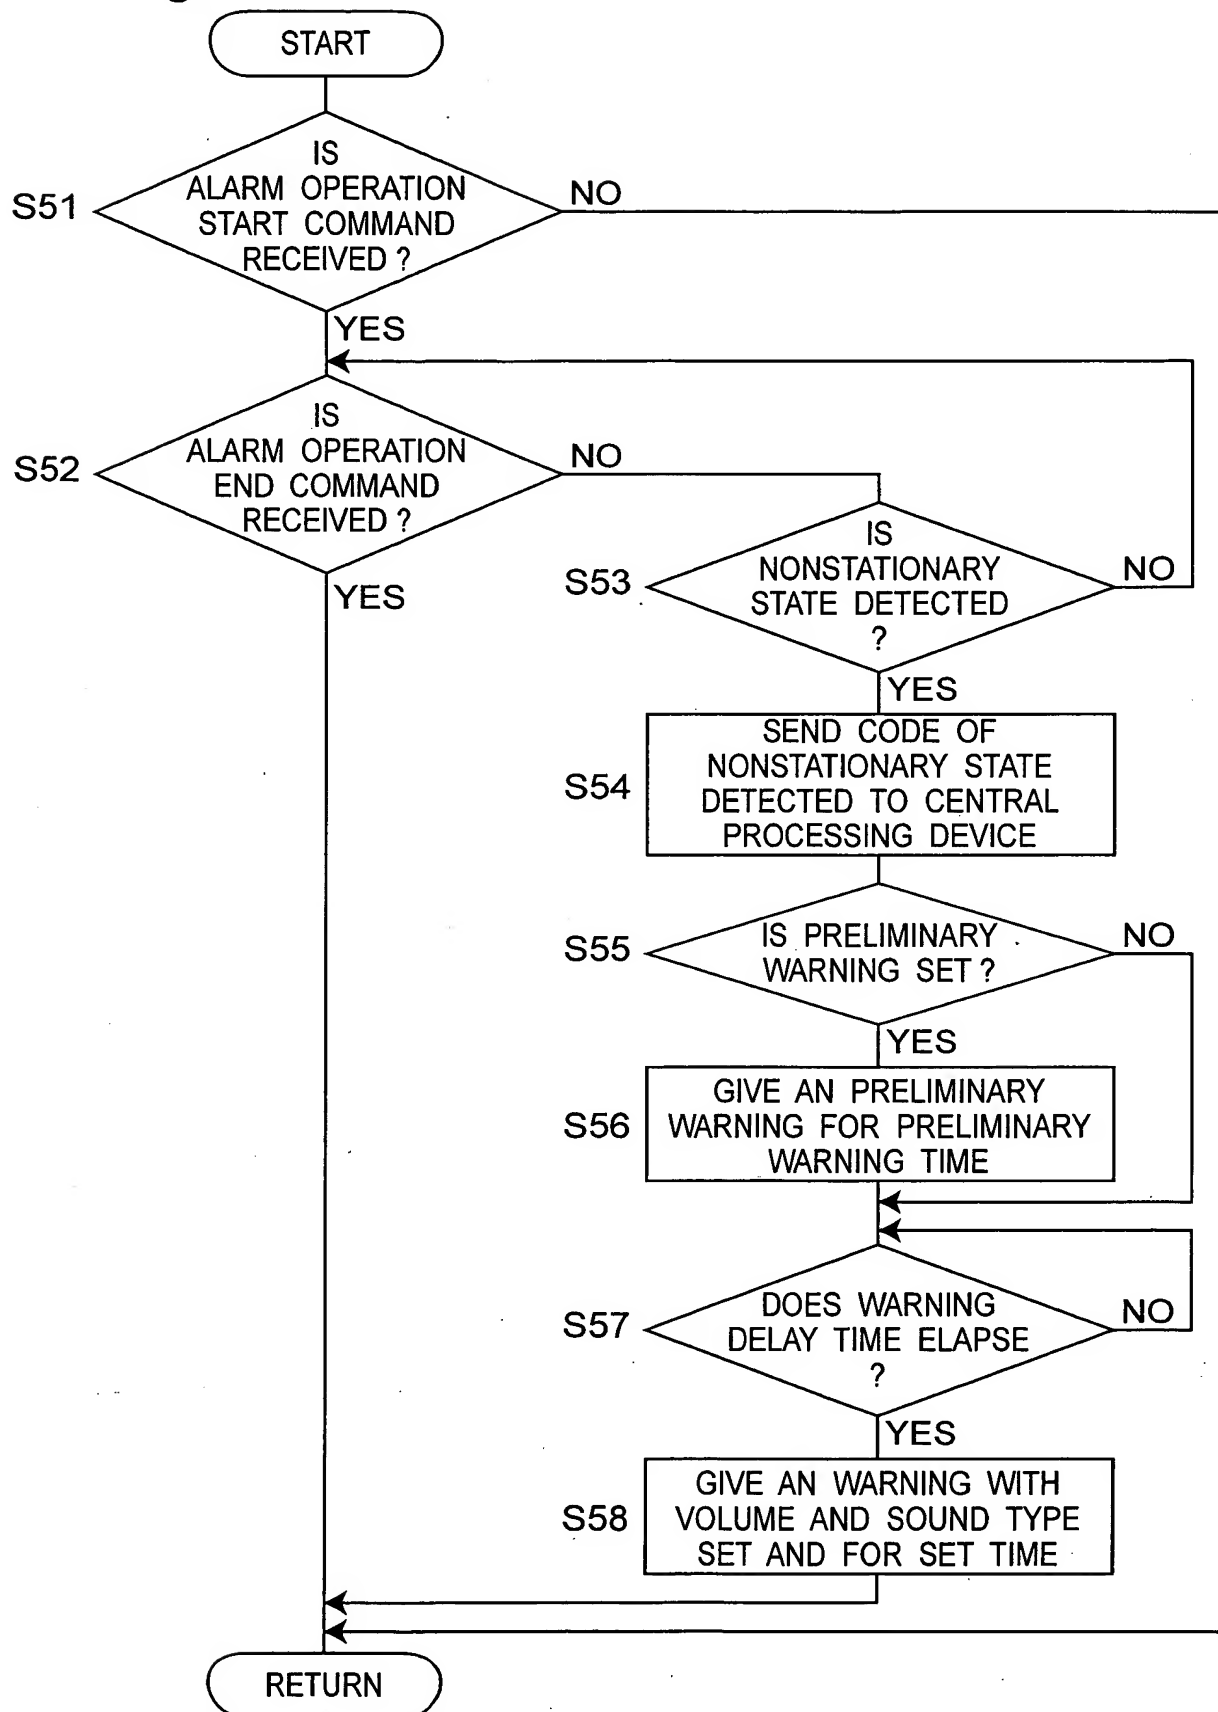 START
IS
ALARM OPERATION
START COMMAND
RECEIVED ?
S51
NO
YES
IS
ALARM OPERATION
END COMMAND
RECEIVED ?
S52
NO
YES
IS
NONSTATIONARY
STATE DETECTED
?
S53
NO
YES
SEND CODE OF
NONSTATIONARY STATE
DETECTED TO CENTRAL
PROCESSING DEVICE
S54
IS PRELIMINARY
WARNING SET ?
S55
NO
YES
GIVE AN PRELIMINARY
WARNING FOR PRELIMINARY
WARNING TIME
S56
DOES WARNING
DELAY TIME ELAPSE
?
S57
NO
YES
GIVE AN WARNING WITH
VOLUME AND SOUND TYPE
SET AND FOR SET TIME
S58
RETURN